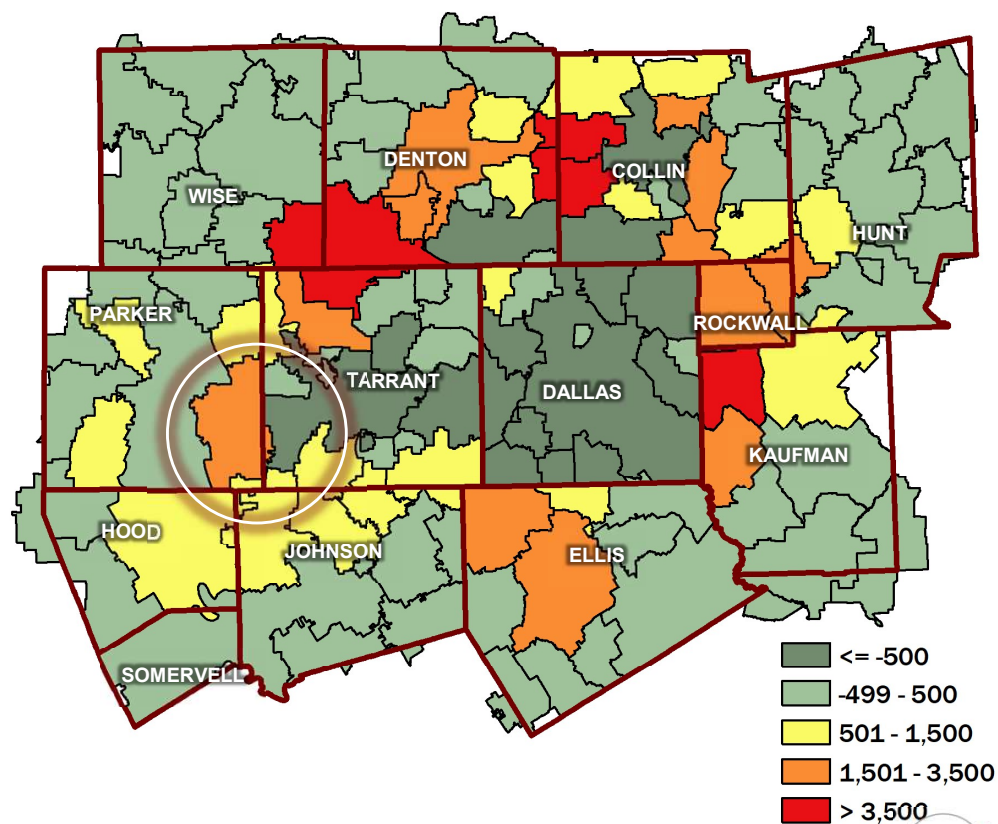 DENTON
COLLIN
WISE
HUNT
PARKER
ROCKWALL
TARRANT
DALLAS
KAUFMAN
HOOD
JOHNSON
ELLIS
SOMERVELL
<= -500
-499 - 500
501 - 1,500
1,501 - 3,500
> 3,500